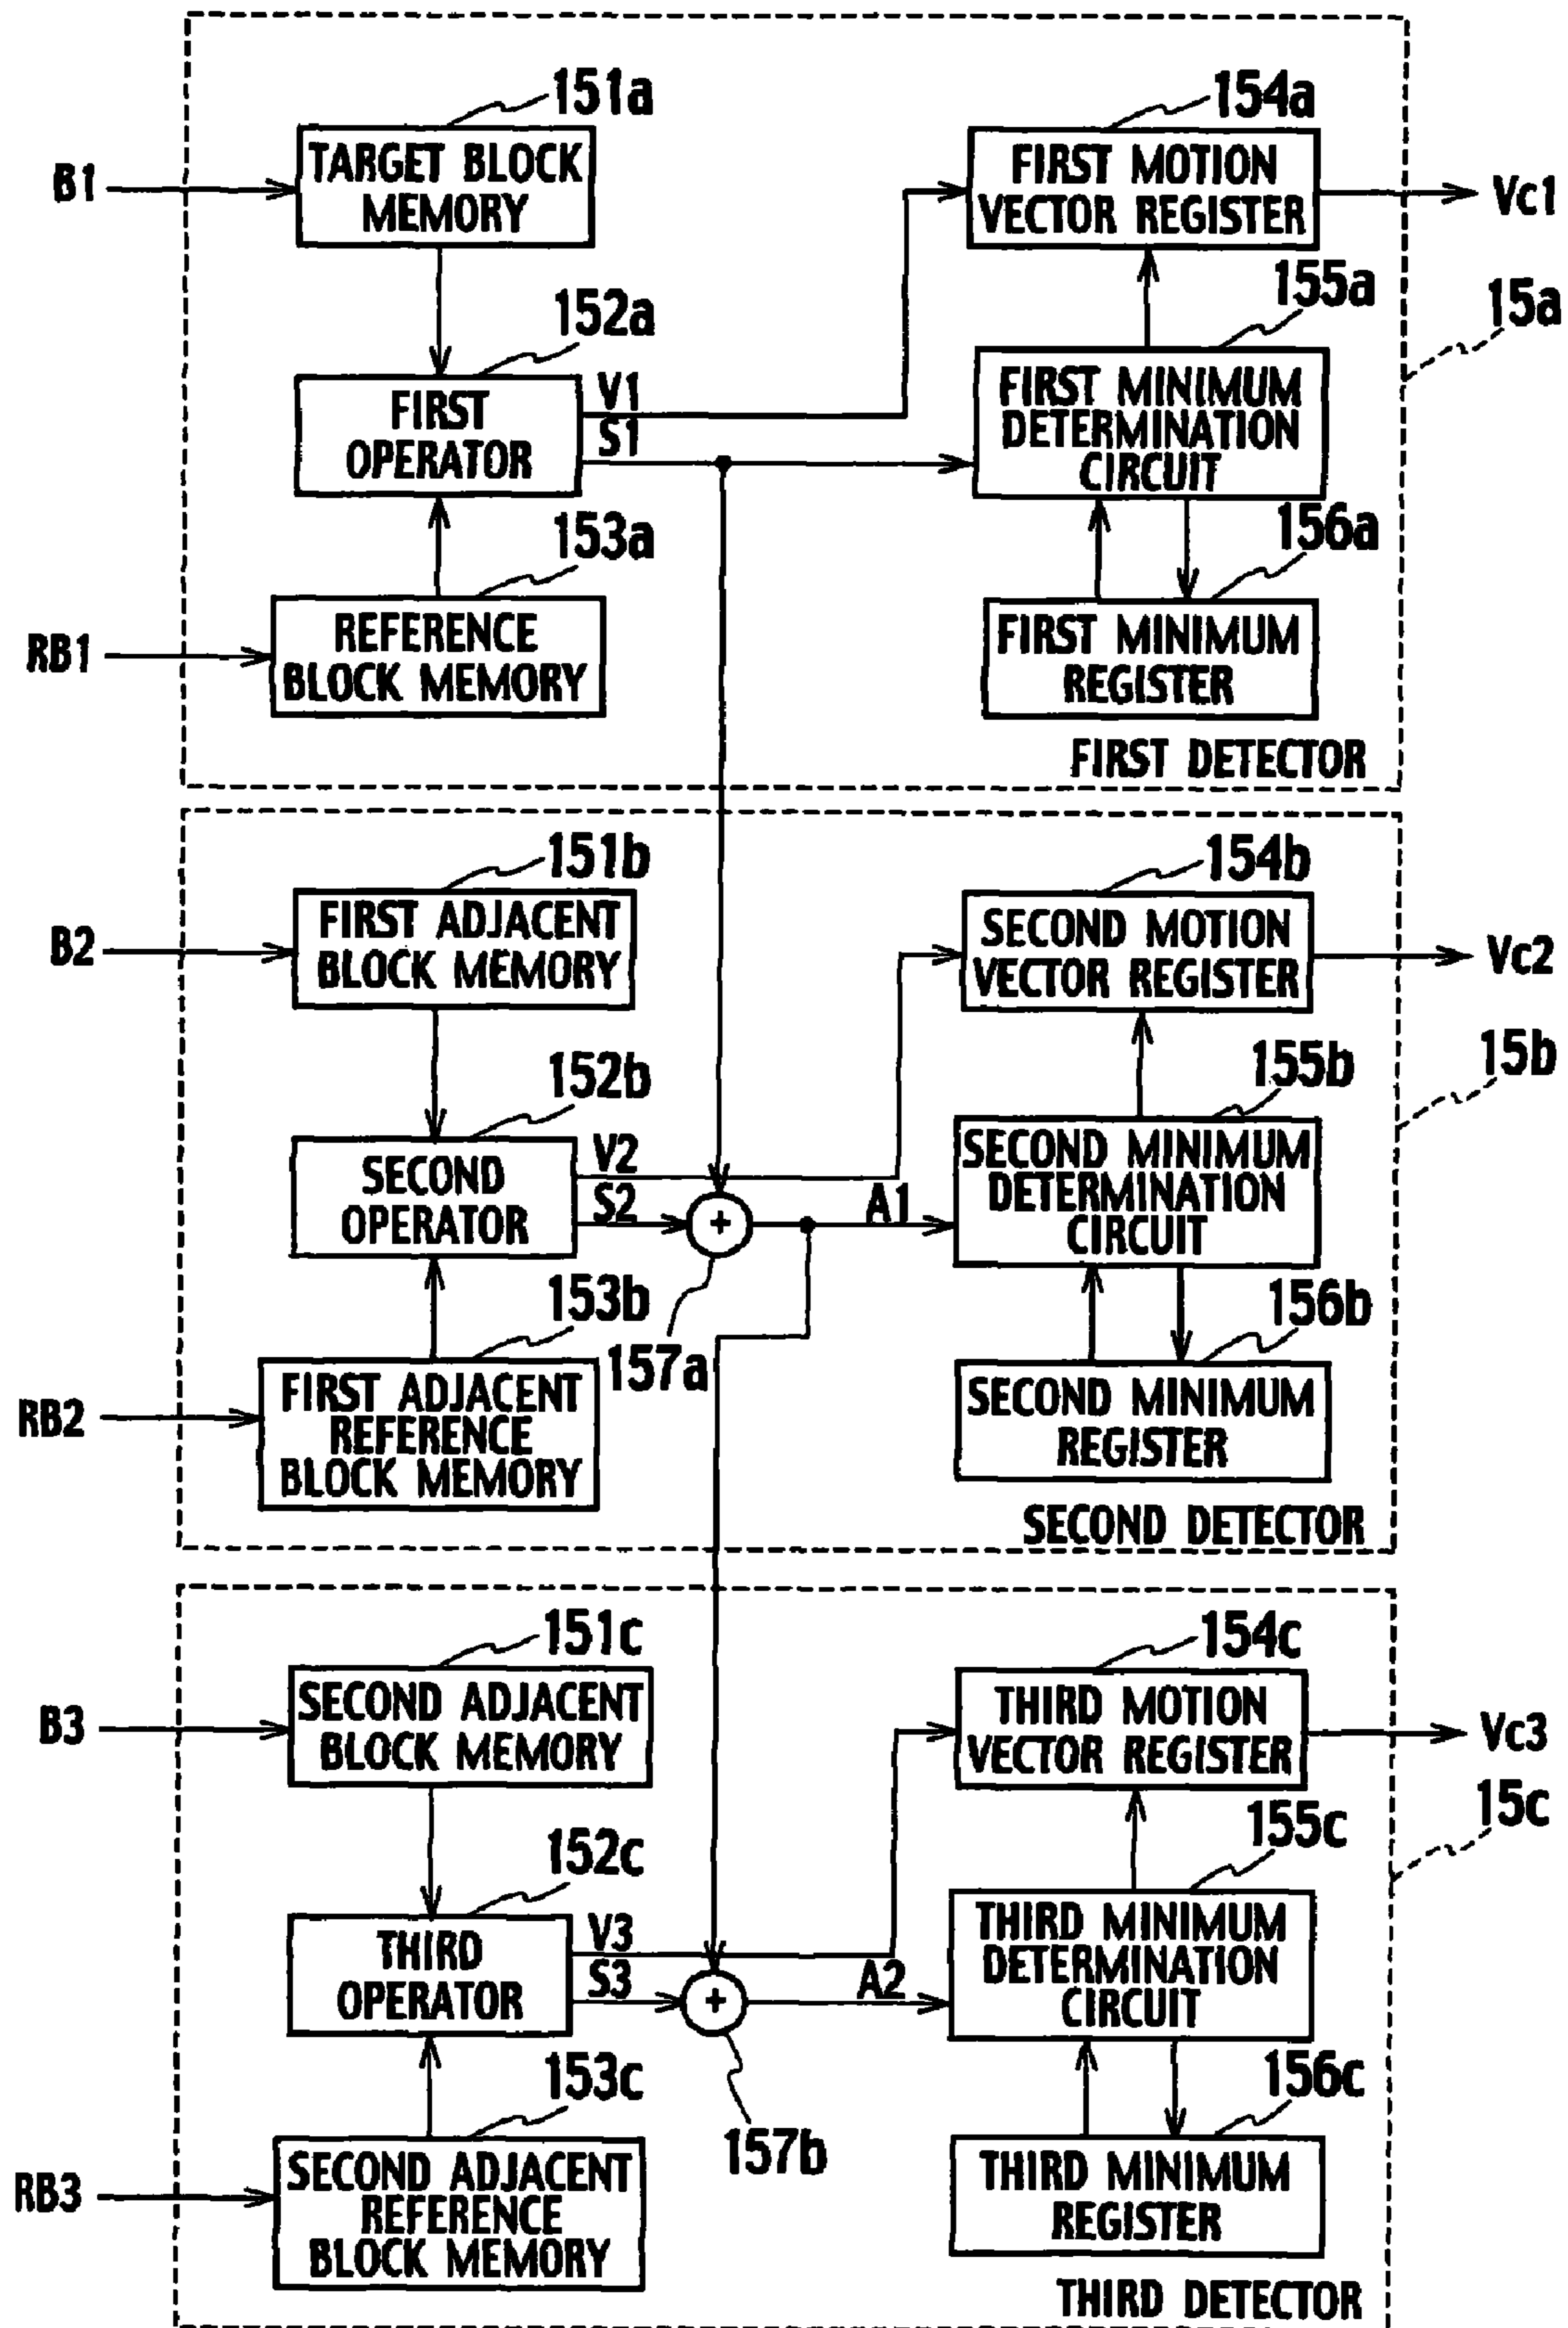 151a
154a
B1
TARGET BLOCK
MEMORY
FIRST MOTION
VECTOR REGISTER
Vc1
152a
155a
15a
FIRST
OPERATOR
V1
S1
FIRST MINIMUM
DETERMINATION
CIRCUIT
153a
156a
RB1
REFERENCE
BLOCK MEMORY
FIRST MINIMUM
REGISTER
FIRST DETECTOR
151b
154b
B2
FIRST ADJACENT
BLOCK MEMORY
SECOND MOTION
VECTOR REGISTER
Vc2
152b
155b
15b
SECOND
OPERATOR
V2
S2
+
A1
SECOND MINIMUM
DETERMINATION
CIRCUIT
153b
157a
156b
RB2
FIRST ADJACENT
REFERENCE
BLOCK MEMORY
SECOND MINIMUM
REGISTER
SECOND DETECTOR
151c
154c
B3
SECOND ADJACENT
BLOCK MEMORY
THIRD MOTION
VECTOR REGISTER
Vc3
152c
155c
15c
THIRD
OPERATOR
V3
S3
+
A2
THIRD MINIMUM
DETERMINATION
CIRCUIT
153c
157b
156c
RB3
SECOND ADJACENT
REFERENCE
BLOCK MEMORY
THIRD MINIMUM
REGISTER
THIRD DETECTOR